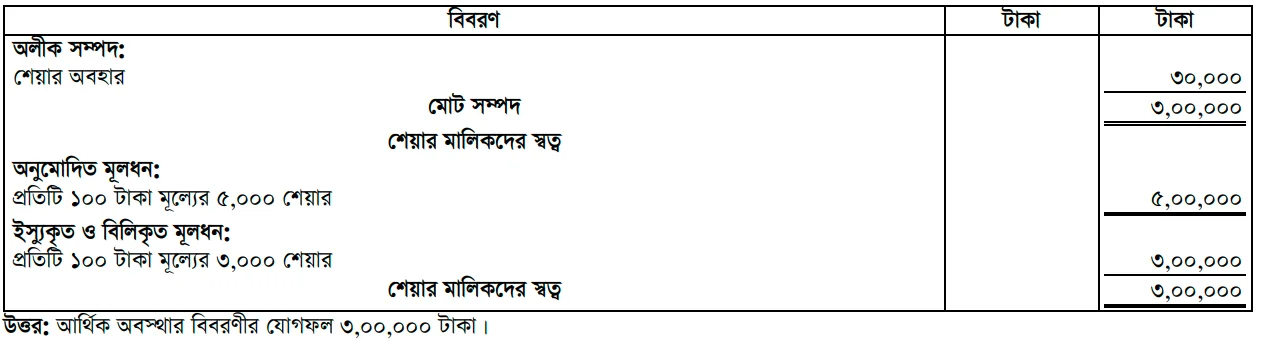 বিবরণ টাকা টাকা
অলীক সম্পদ:
শেয়ার অবহার ৩০,০০০
মোট সম্পদ ৩,০০,০০০
শেয়ার মালিকদের স্বত্ব
অনুমোদিত মূলধন:
প্রতিটি ১০০ টাকা মূল্যের ৫,০০০ শেয়ার ৫,০০,০০০
ইস্যুকৃত ও বিলিকৃত মূলধন:
প্রতিটি ১০০ টাকা মূল্যের ৩,০০০ শেয়ার ৩,০০,০০০
শেয়ার মালিকদের স্বত্ব ৩,০০,০০০
উত্তর: আর্থিক অবস্থার বিবরণীর যোগফল ৩,০০,০০০ টাকা।